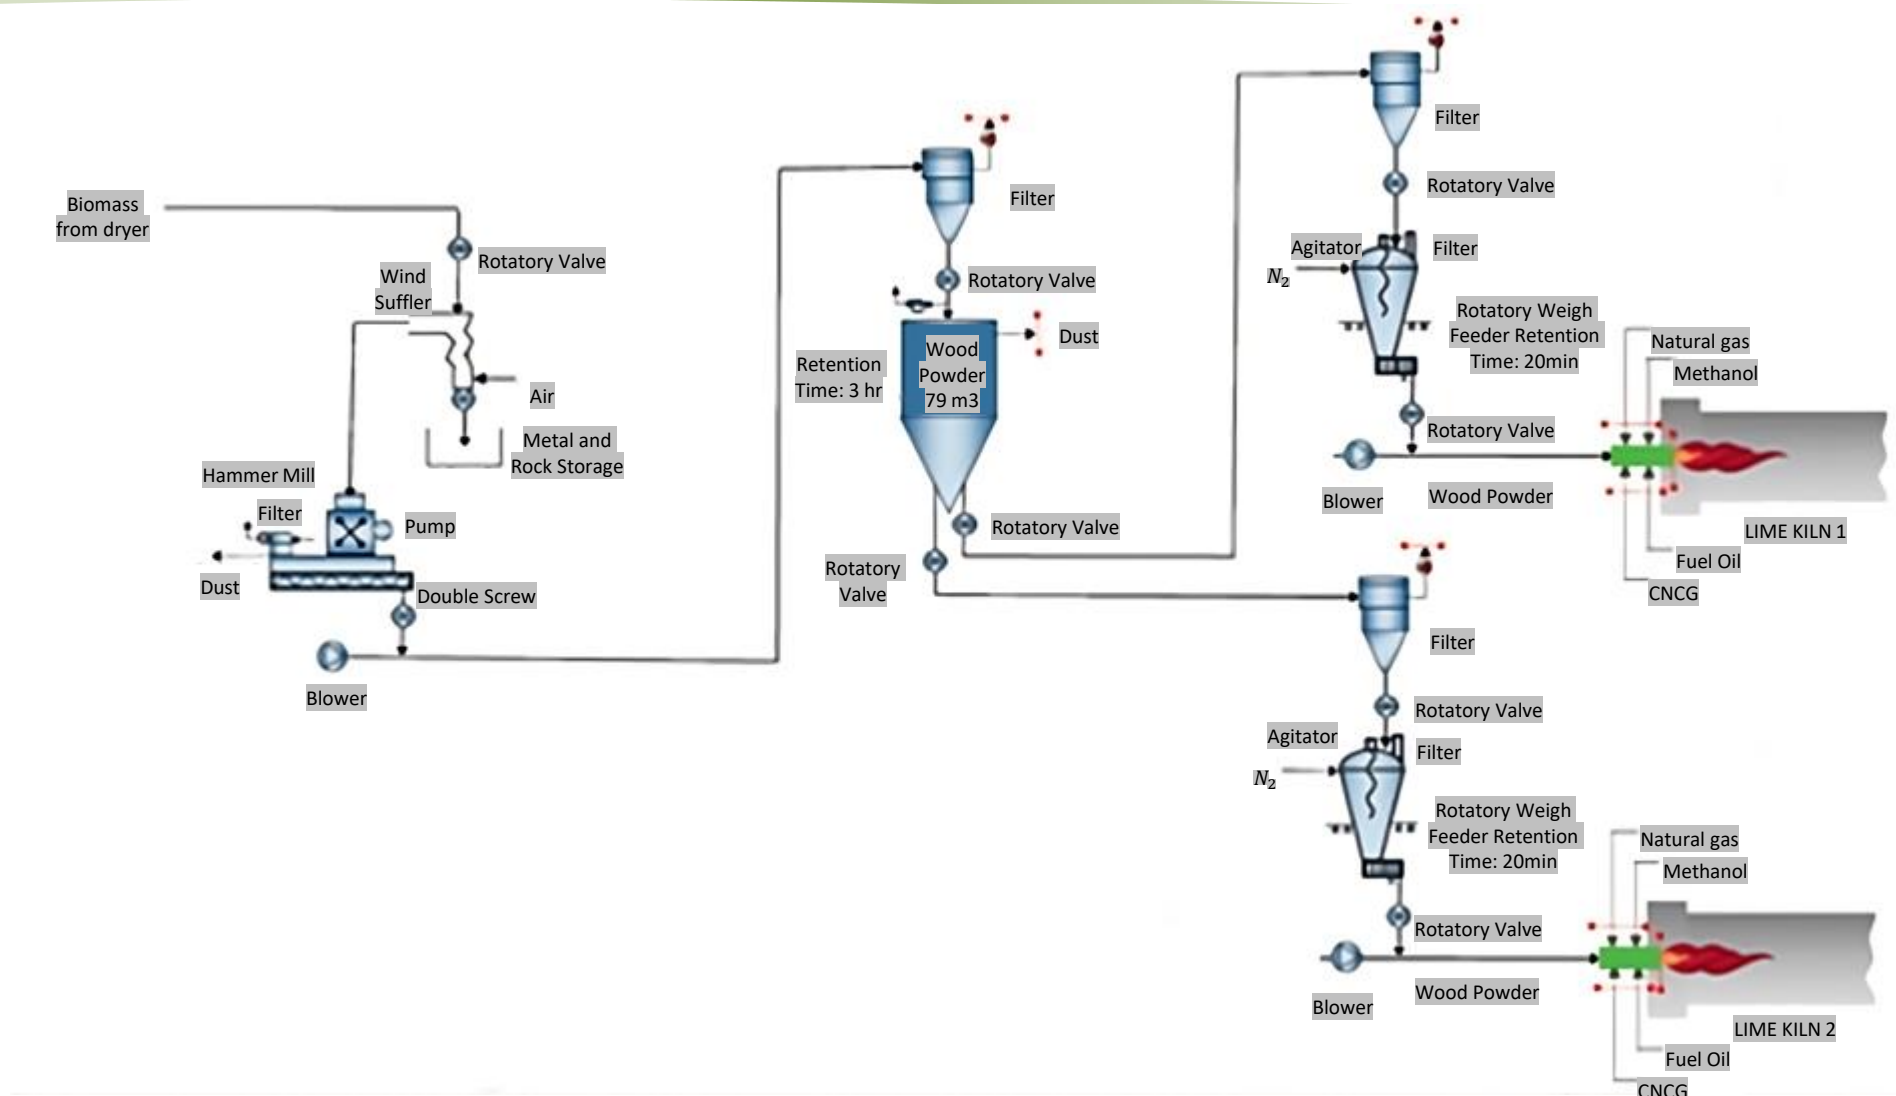 Biomass
from dryer
Rotatory Valve
Wind
Suffler
Air
Metal and
Rock Storage
Hammer Mill
Filter
Pump
Dust
Double Screw
Blower
Filter
Rotatory Valve
Dust
Retention
Time: 3 hr
Wood
Powder
79 m3
Rotatory Valve
Rotatory
Valve
Filter
Rotatory Valve
Agitator
Filter
N₂
Rotatory Weigh
Feeder Retention
Time: 20min
Rotatory Valve
Blower
Wood Powder
Natural gas
Methanol
LIME KILN 1
Fuel Oil
CNCG
Filter
Rotatory Valve
Agitator
Filter
N₂
Rotatory Weigh
Feeder Retention
Time: 20min
Rotatory Valve
Blower
Wood Powder
Natural gas
Methanol
LIME KILN 2
Fuel Oil
CNCG